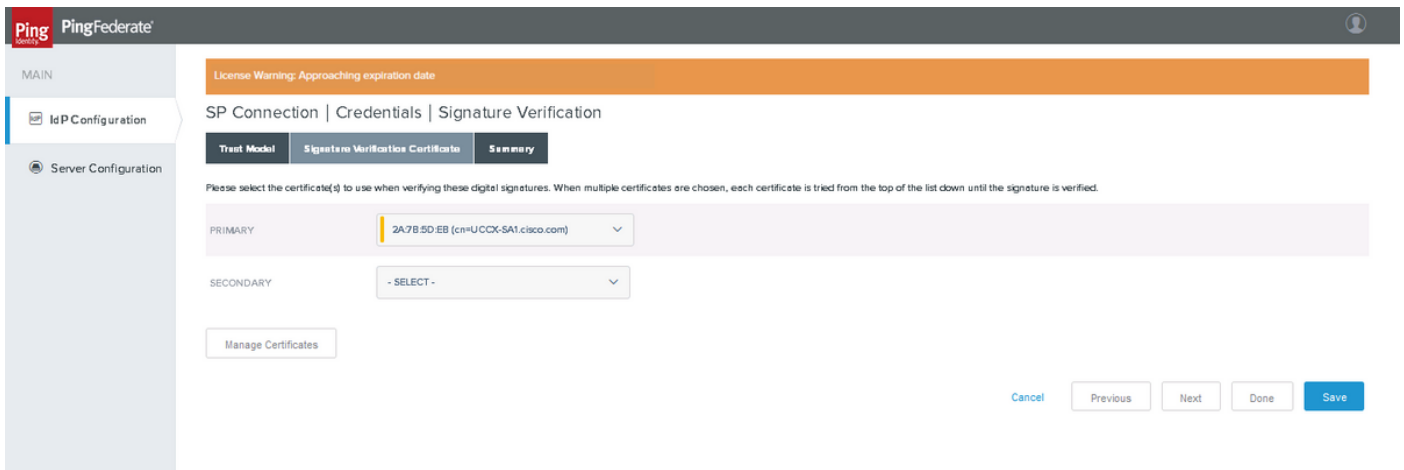 Ping
Identity
PingFederate®
MAIN
License Warning: Approaching expiration date
IdP
IdP Configuration
SP Connection | Credentials | Signature Verification
Trust Model Signature Verification Certificate Summary
Server Configuration
Please select the certificate(s) to use when verifying these digital signatures. When multiple certificates are chosen, each certificate is tried from the top of the list down until the signature is verified.
PRIMARY 2A:7B:5D:EB (cn=UCCX-SA1.cisco.com)
SECONDARY - SELECT -
Manage Certificates
Cancel Previous Next Done Save